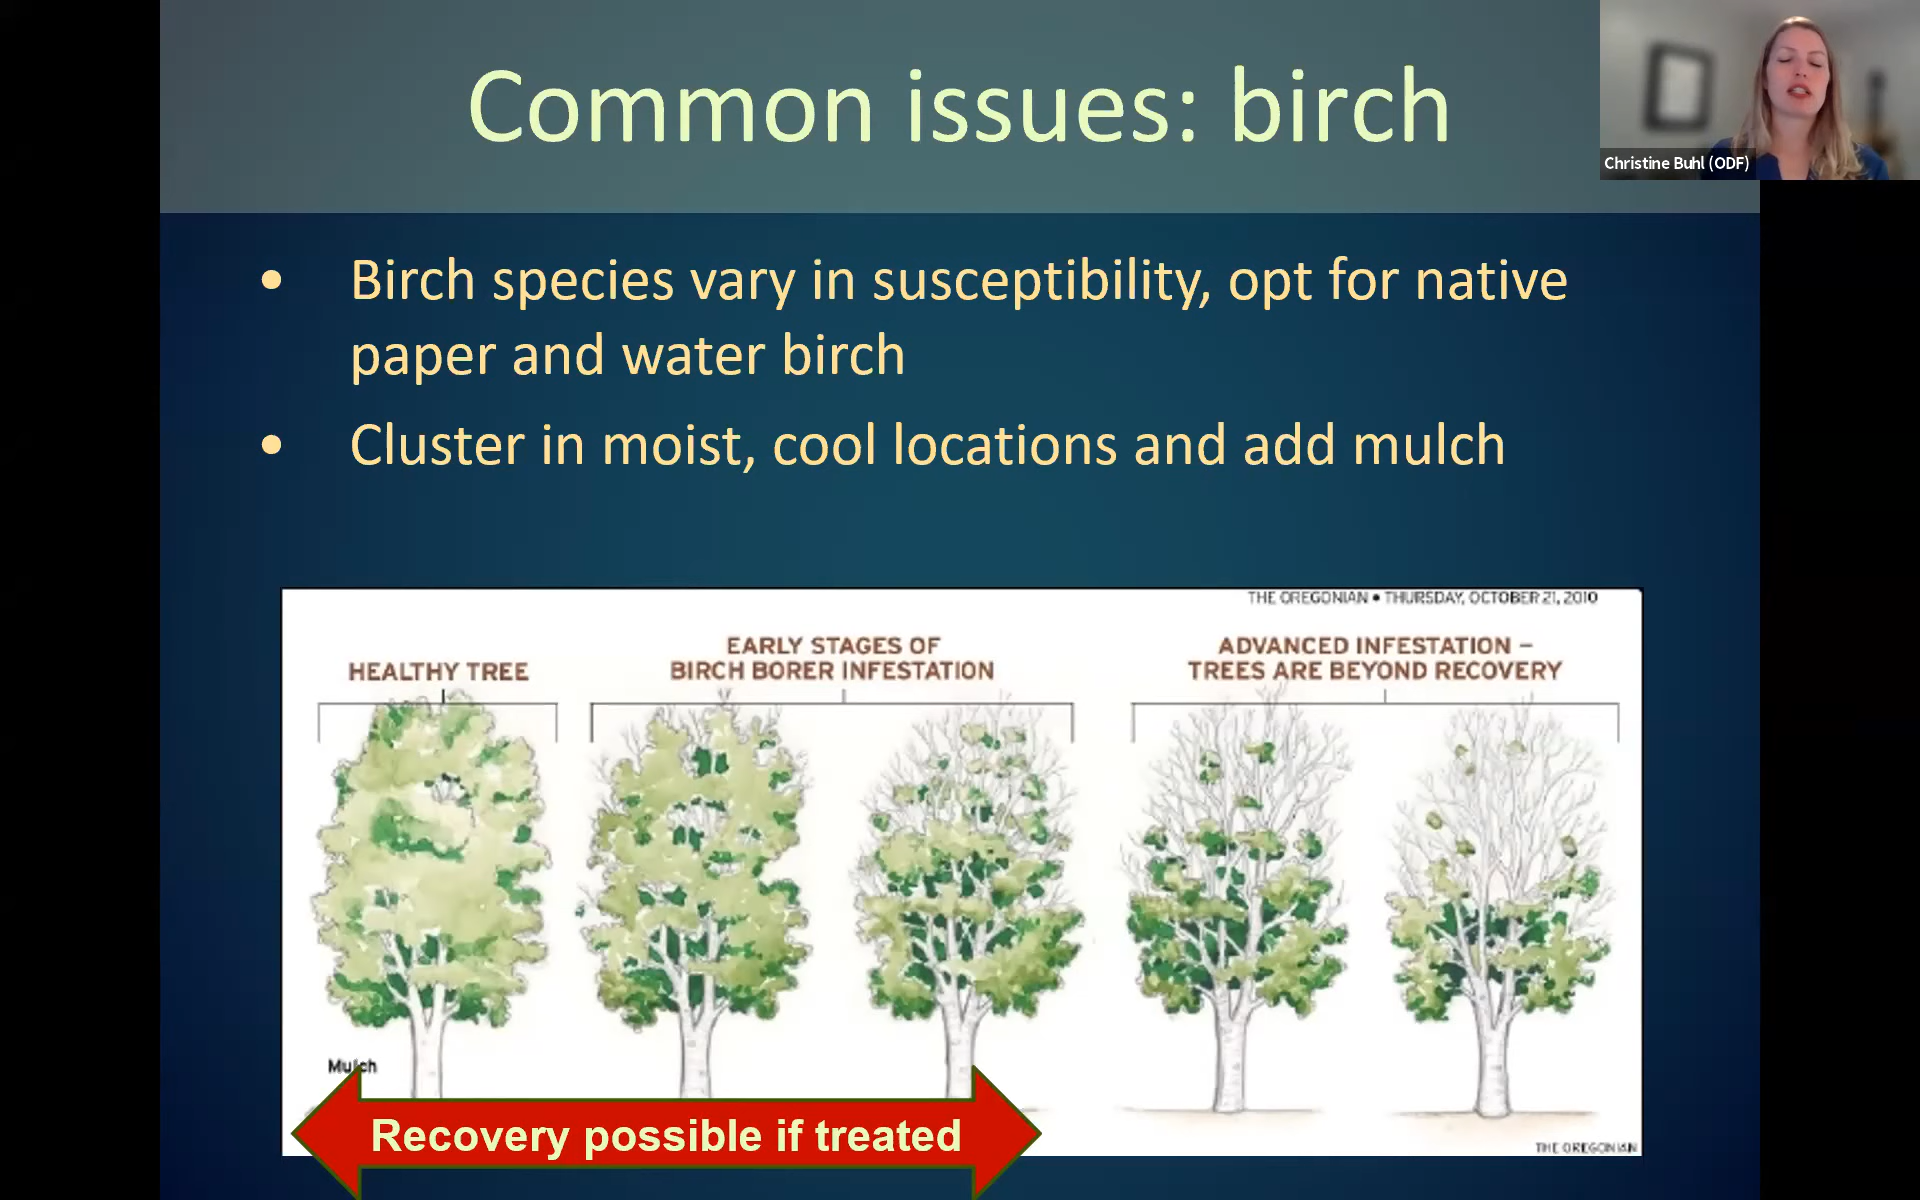 Common issues: birch
Christine Buhl (ODF)
• Birch species vary in susceptibility, opt for native
paper and water birch
• Cluster in moist, cool locations and add mulch
THE OREGONIAN • THURSDAY, OCTOBER 21, 2010
HEALTHY TREE
EARLY STAGES OF
BIRCH BORER INFESTATION
ADVANCED INFESTATION –
TREES ARE BEYOND RECOVERY
Mulch
Recovery possible if treated
THE OREGONIAN